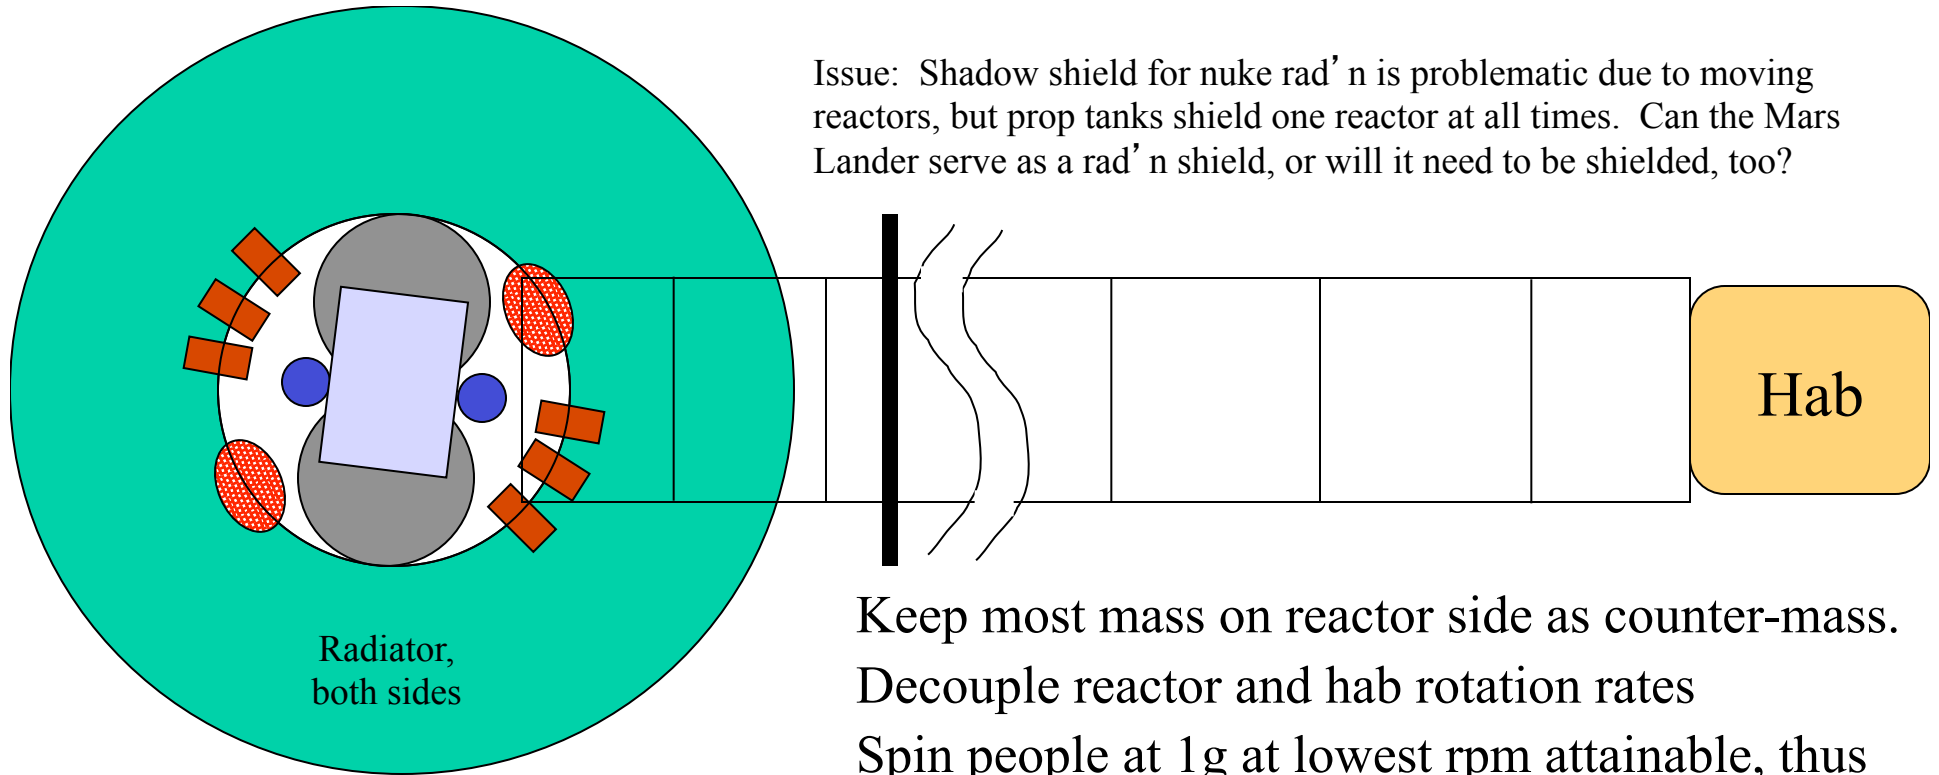 Issue:  Shadow shield for nuke rad’n is problematic due to moving
reactors, but prop tanks shield one reactor at all times.  Can the Mars
Lander serve as a rad’n shield, or will it need to be shielded, too?
Hab
Keep most mass on reactor side as counter-mass.
Decouple reactor and hab rotation rates
Spin people at 1g at lowest rpm attainable, thus
Radiator,
both sides